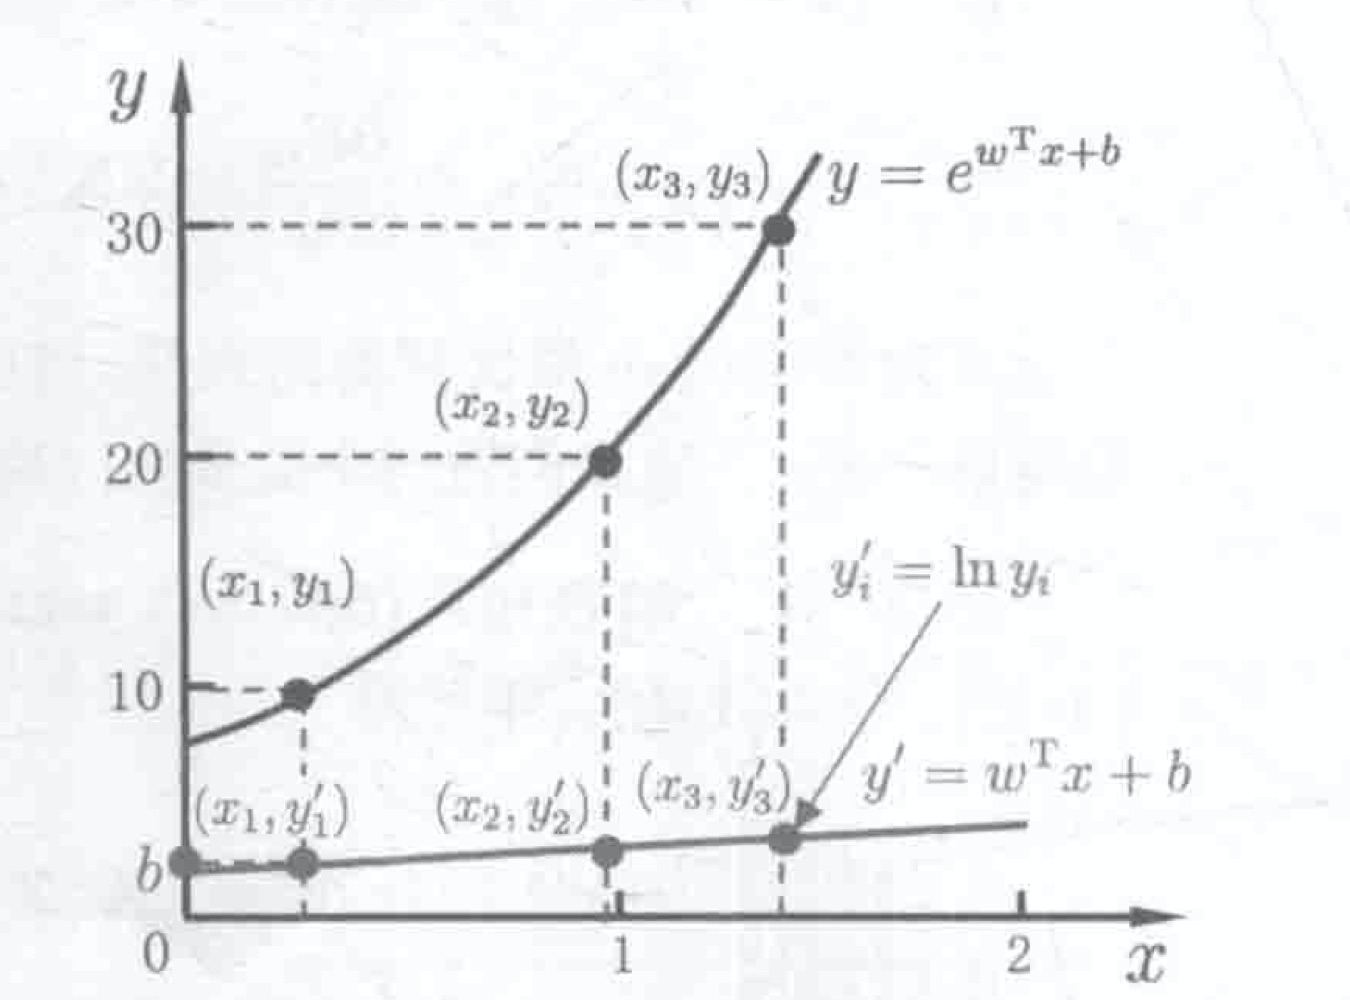 y
(x₃, y₃)
y = e^{wᵀx+b}
30
(x₂, y₂)
20
(x₁, y₁)
y′ᵢ = ln yᵢ
10
(x₁, y′₁)
(x₂, y′₂)
(x₃, y′₃)
y′ = wᵀx + b
b
0
1
2
x